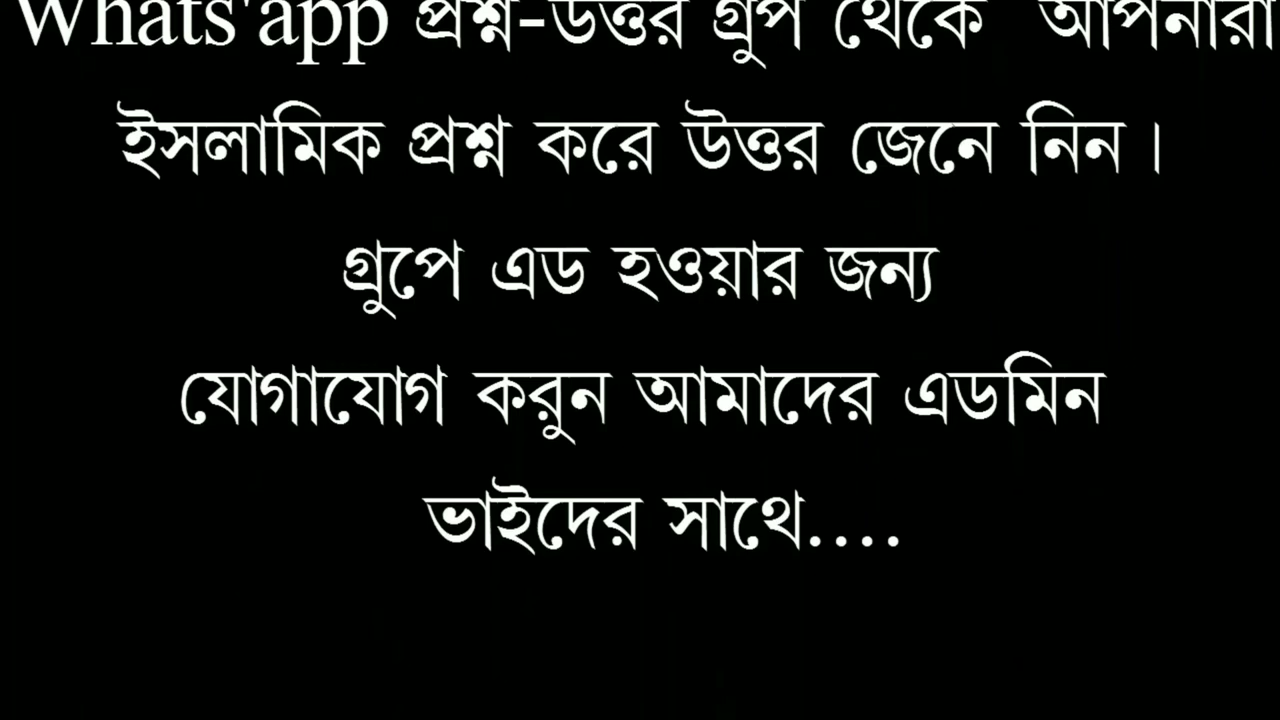 Whats'app প্রশ্ন-উত্তর গ্রুপ থেকে আপনারা
ইসলামিক প্রশ্ন করে উত্তর জেনে নিন।
গ্রুপে এড হওয়ার জন্য
যোগাযোগ করুন আমাদের এডমিন
ভাইদের সাথে....